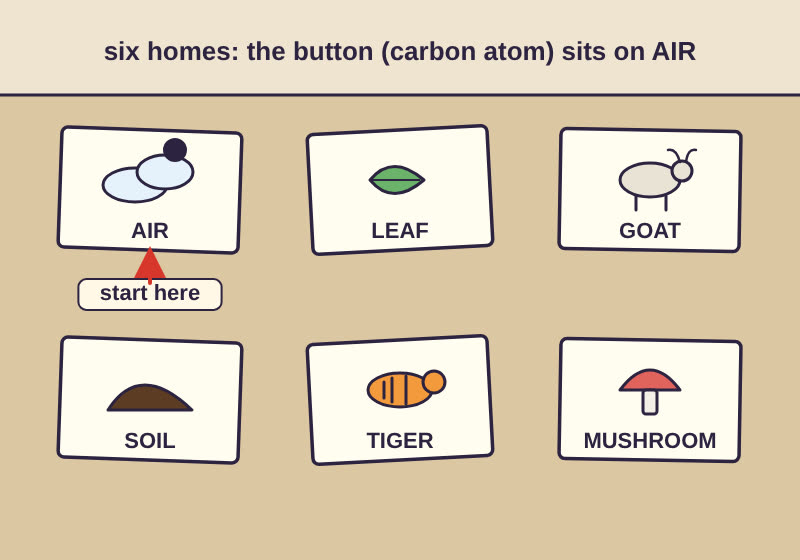 six homes: the button (carbon atom) sits on AIR
AIR
LEAF
GOAT
start here
SOIL
TIGER
MUSHROOM